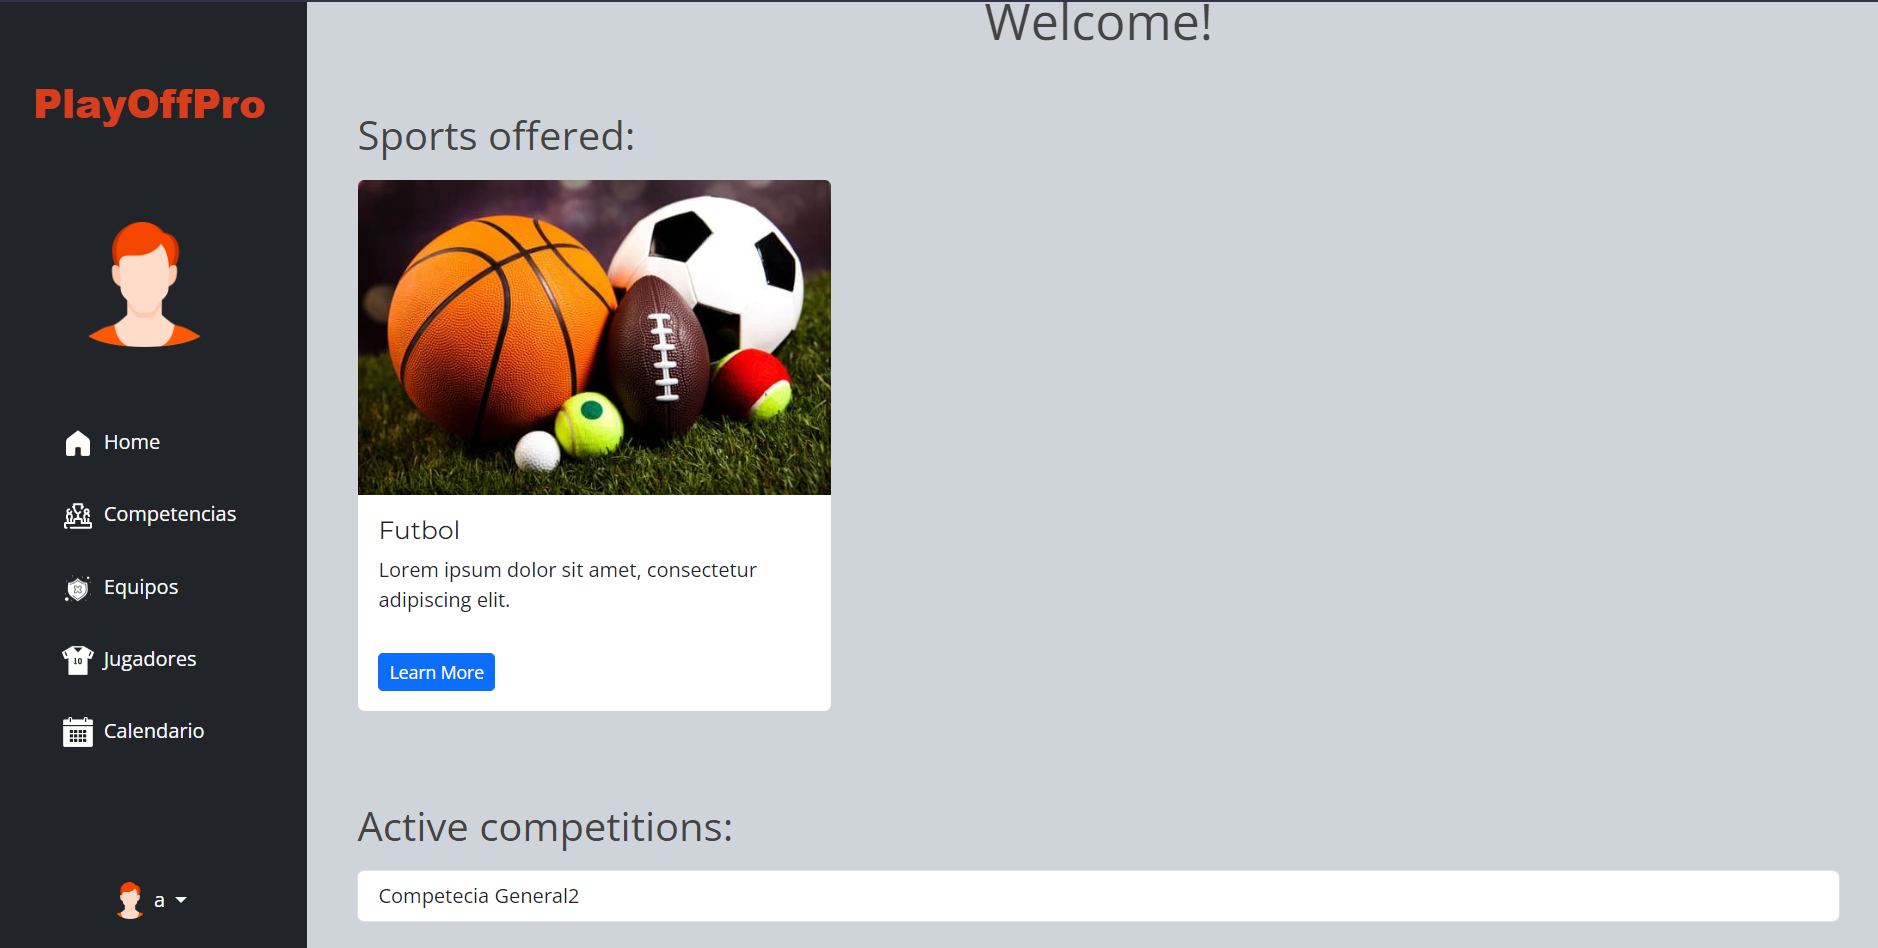 Welcome!
PlayOffPro
Sports offered:
Home
Competencias
Equipos
10
Jugadores
Calendario
Futbol
Lorem ipsum dolor sit amet, consectetur
adipiscing elit.
Learn More
Active competitions:
Competecia General2
a